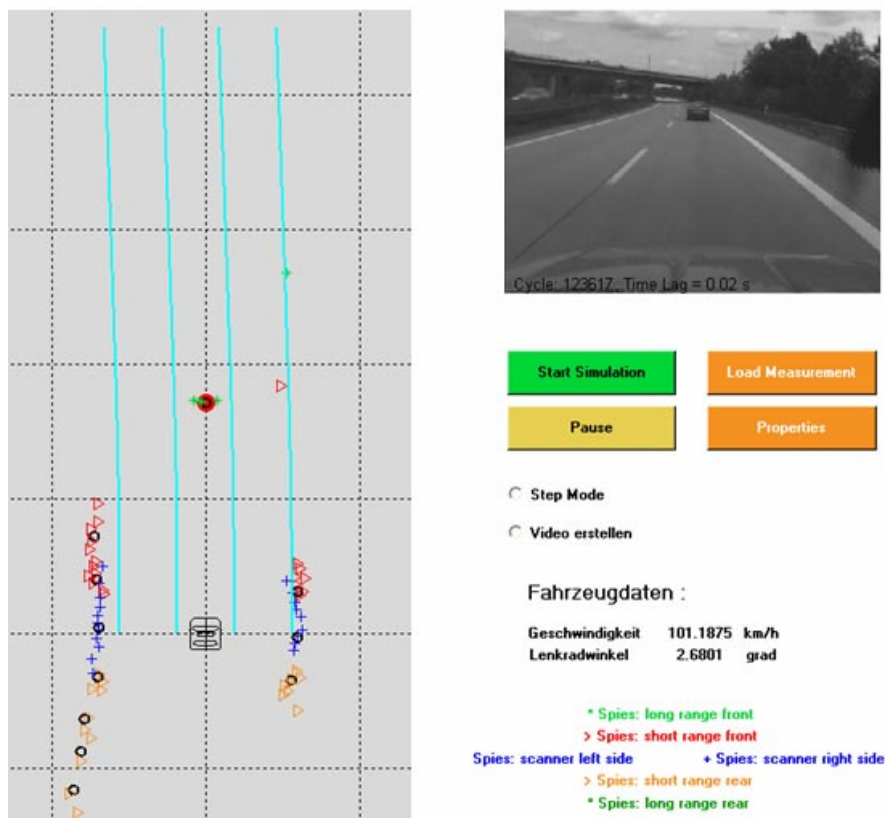 Cycle: 123617, Time Lag = 0.02 s
Start Simulation
Load Measurement
Pause
Properties
Step Mode
Video erstellen
Fahrzeugdaten :
Geschwindigkeit 101.1875 km/h
Lenkradwinkel 2.6801 grad
* Spies: long range front
> Spies: short range front
Spies: scanner left side + Spies: scanner right side
> Spies: short range rear
* Spies: long range rear